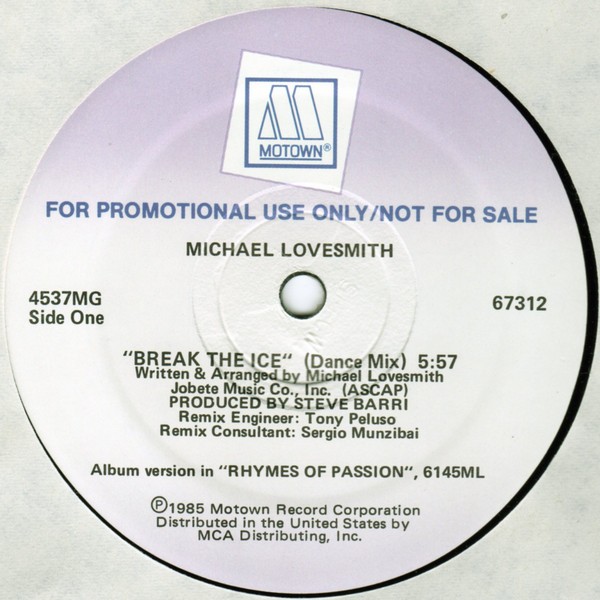 MOTOWN®
FOR PROMOTIONAL USE ONLY/NOT FOR SALE
MICHAEL LOVESMITH
4537MG
Side One
67312
"BREAK THE ICE" (Dance Mix) 5:57
Written & Arranged by Michael Lovesmith
Jobete Music Co., Inc. (ASCAP)
PRODUCED BY STEVE BARRI
Remix Engineer: Tony Peluso
Remix Consultant: Sergio Munzibai
Album version in "RHYMES OF PASSION", 6145ML
℗1985 Motown Record Corporation
Distributed in the United States by
MCA Distributing, Inc.